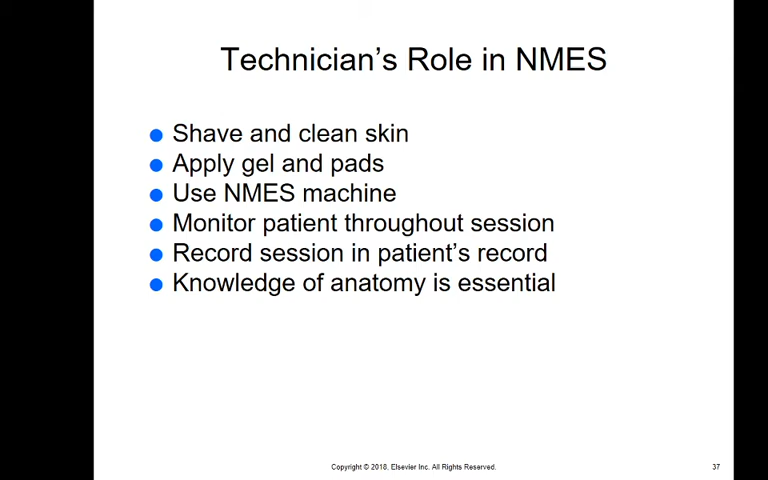 Technician's Role in NMES
Shave and clean skin
Apply gel and pads
Use NMES machine
Monitor patient throughout session
Record session in patient's record
Knowledge of anatomy is essential
Copyright © 2018. Elsevier Inc. All Rights Reserved.
37